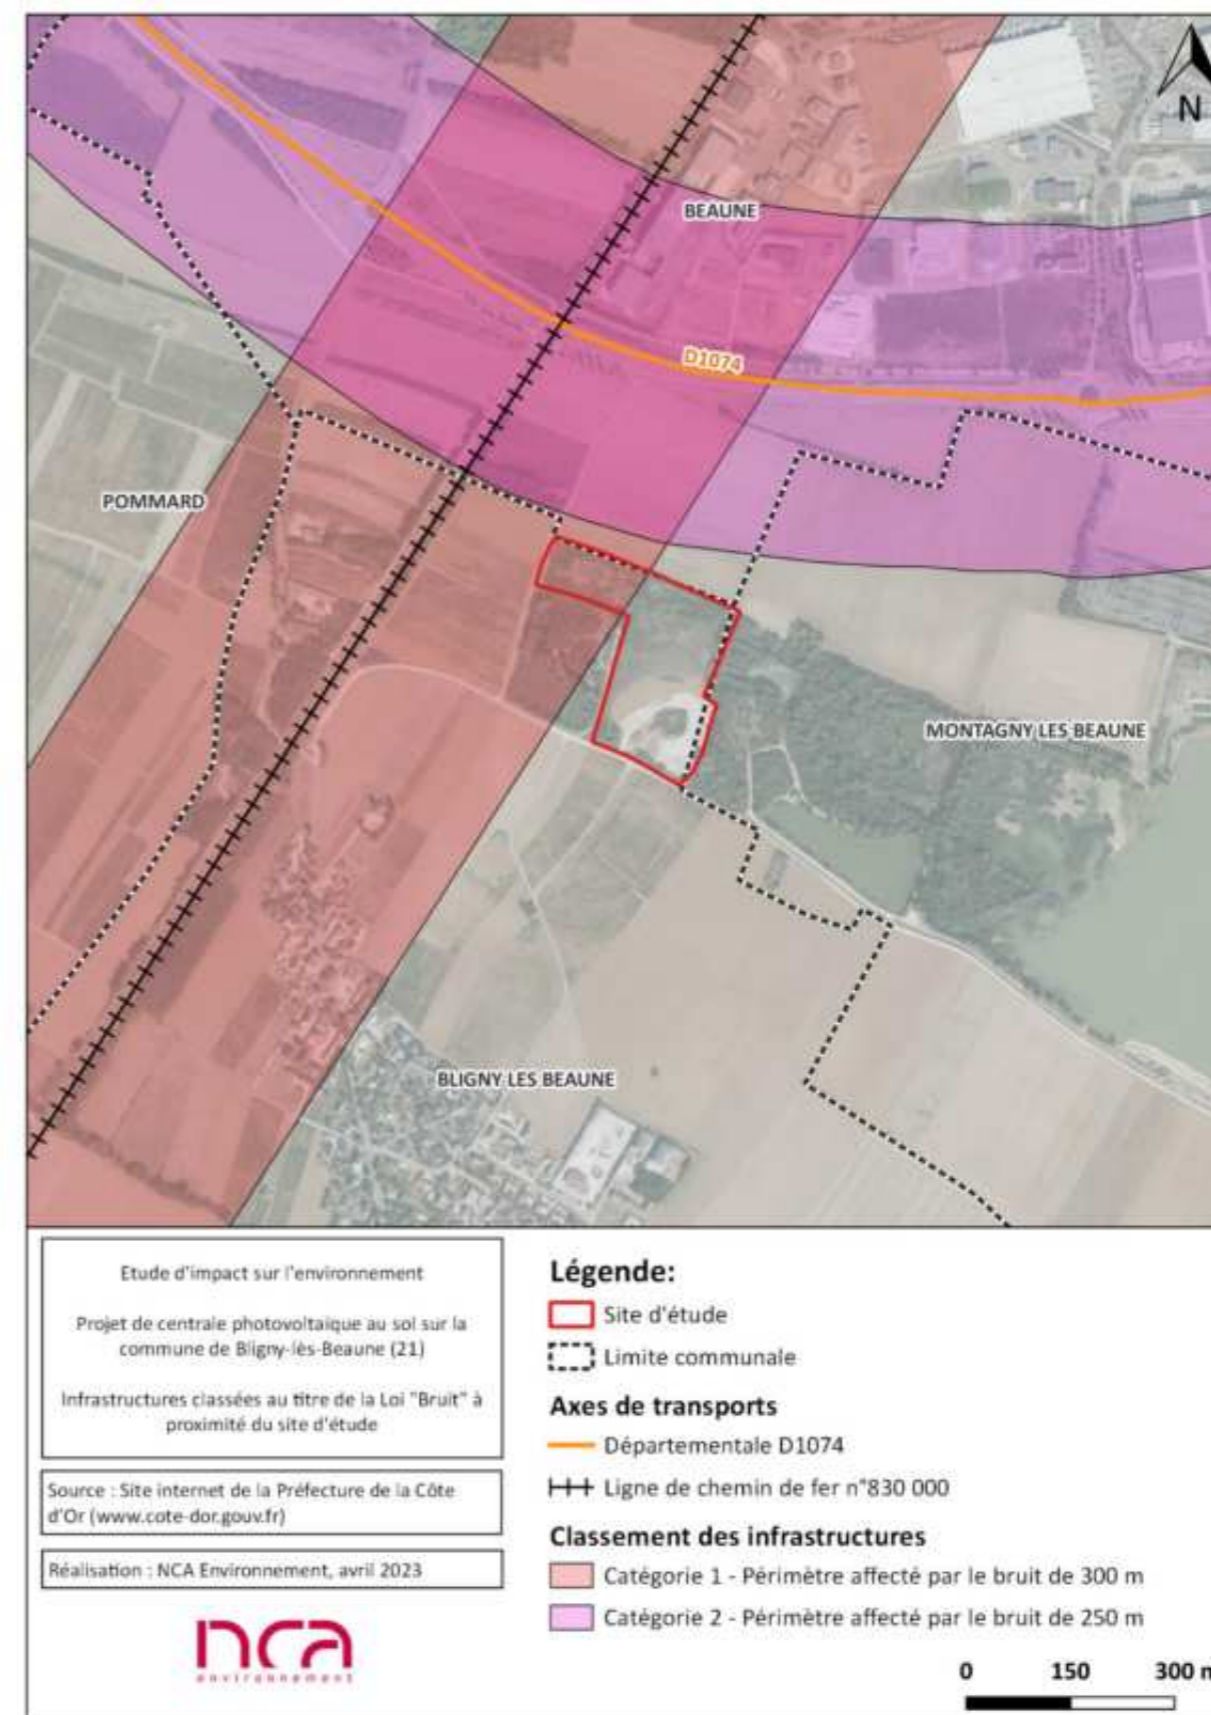 N
BEAUNE
D1074
POMMARD
MONTAGNY LES BEAUNE
BLIGNY LES BEAUNE
Etude d'impact sur l'environnement
Projet de centrale photovoltaïque au sol sur la
commune de Bligny-lès-Beaune (21)
Infrastructures classées au titre de la Loi "Bruit" à
proximité du site d'étude
Source : Site internet de la Préfecture de la Côte
d'Or (www.cote-dor.gouv.fr)
Réalisation : NCA Environnement, avril 2023
nca
environnement
Légende:
Site d'étude
Limite communale
Axes de transports
Départementale D1074
Ligne de chemin de fer n°830 000
Classement des infrastructures
Catégorie 1 - Périmètre affecté par le bruit de 300 m
Catégorie 2 - Périmètre affecté par le bruit de 250 m
0 150 300 m